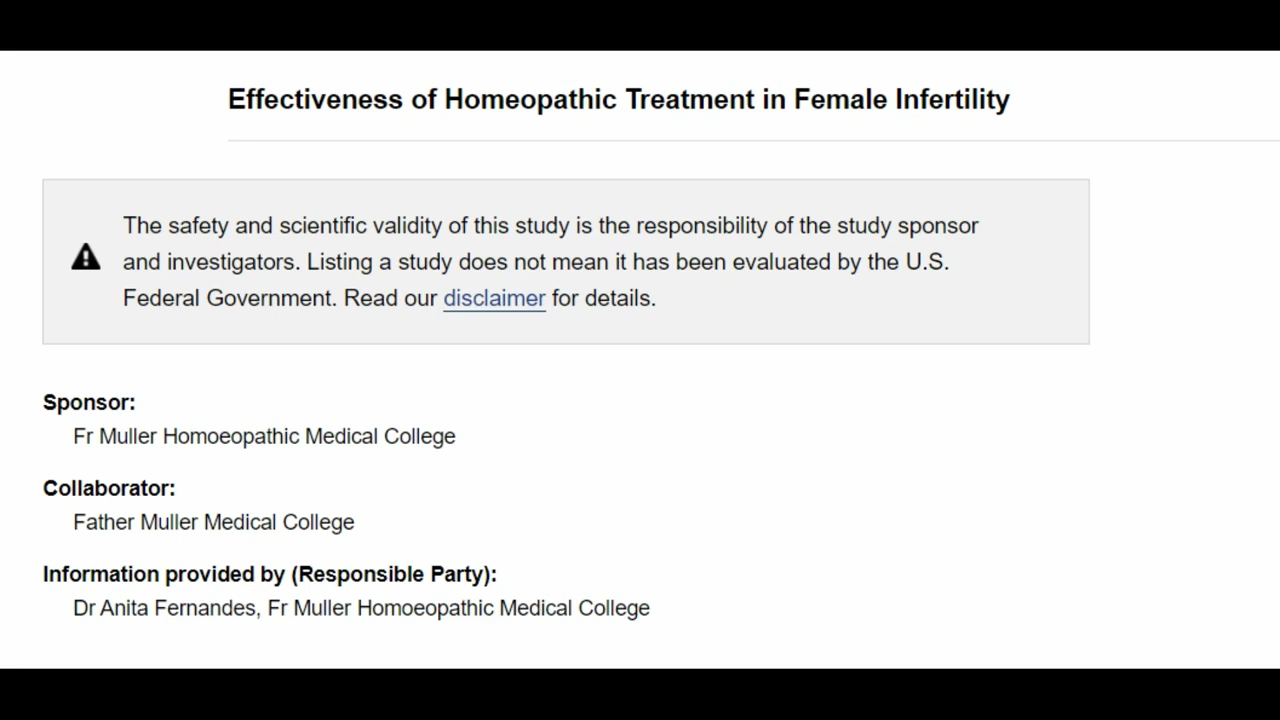 Effectiveness of Homeopathic Treatment in Female Infertility
The safety and scientific validity of this study is the responsibility of the study sponsor
and investigators. Listing a study does not mean it has been evaluated by the U.S.
Federal Government. Read our disclaimer for details.
Sponsor:
Fr Muller Homoeopathic Medical College
Collaborator:
Father Muller Medical College
Information provided by (Responsible Party):
Dr Anita Fernandes, Fr Muller Homoeopathic Medical College